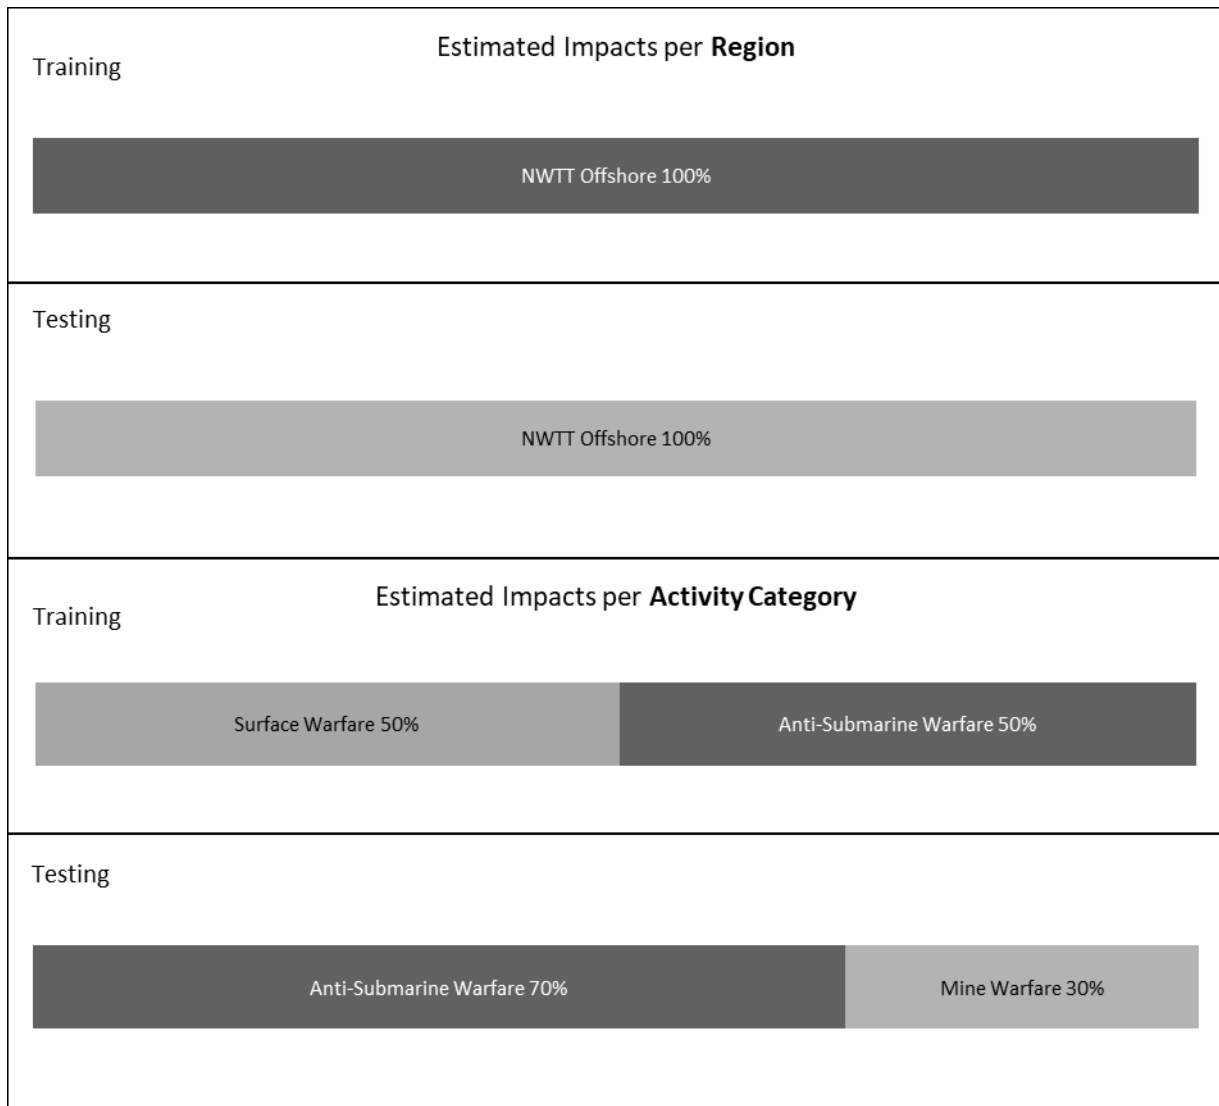 Estimated Impacts per Region
Training
NWTT Offshore 100%
Testing
NWTT Offshore 100%
Estimated Impacts per Activity Category
Training
Surface Warfare 50%
Anti-Submarine Warfare 50%
Testing
Anti-Submarine Warfare 70%
Mine Warfare 30%